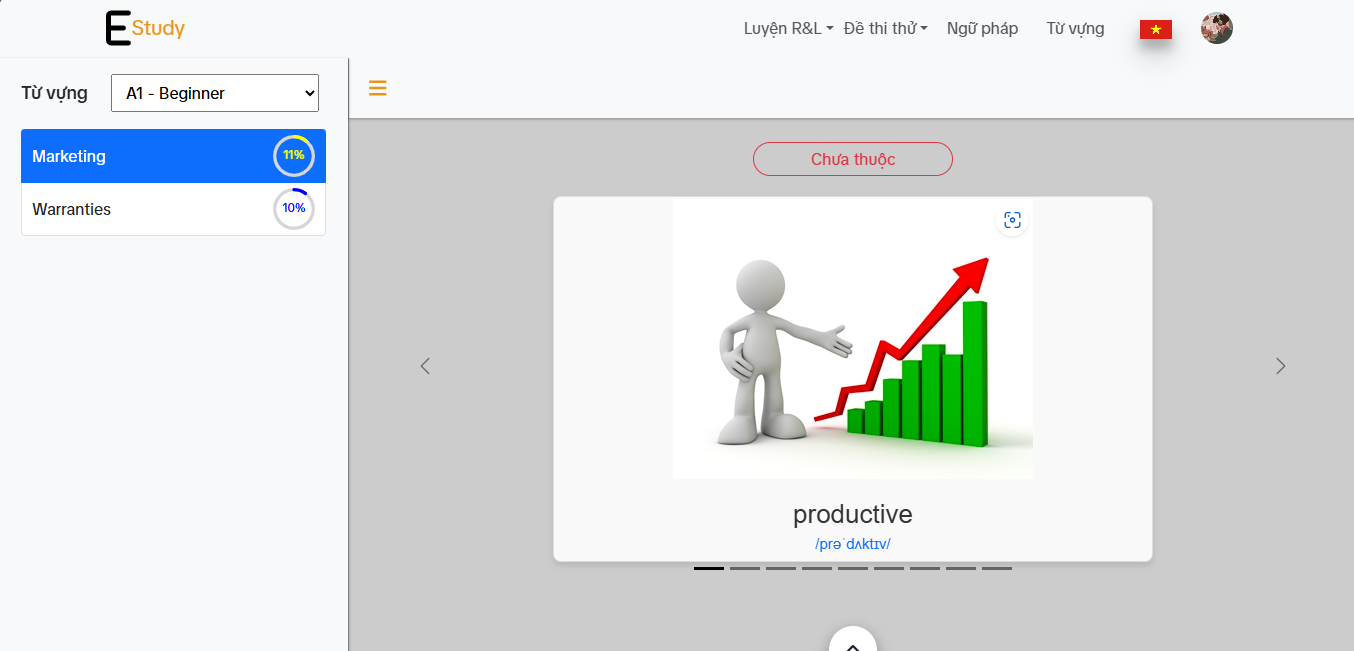 E Study
Luyện R&L Đề thi thử Ngữ pháp Từ vựng
Từ vựng A1 - Beginner
Marketing 11%
Warranties 10%
Chưa thuộc
productive
/prəˈdʌktɪv/